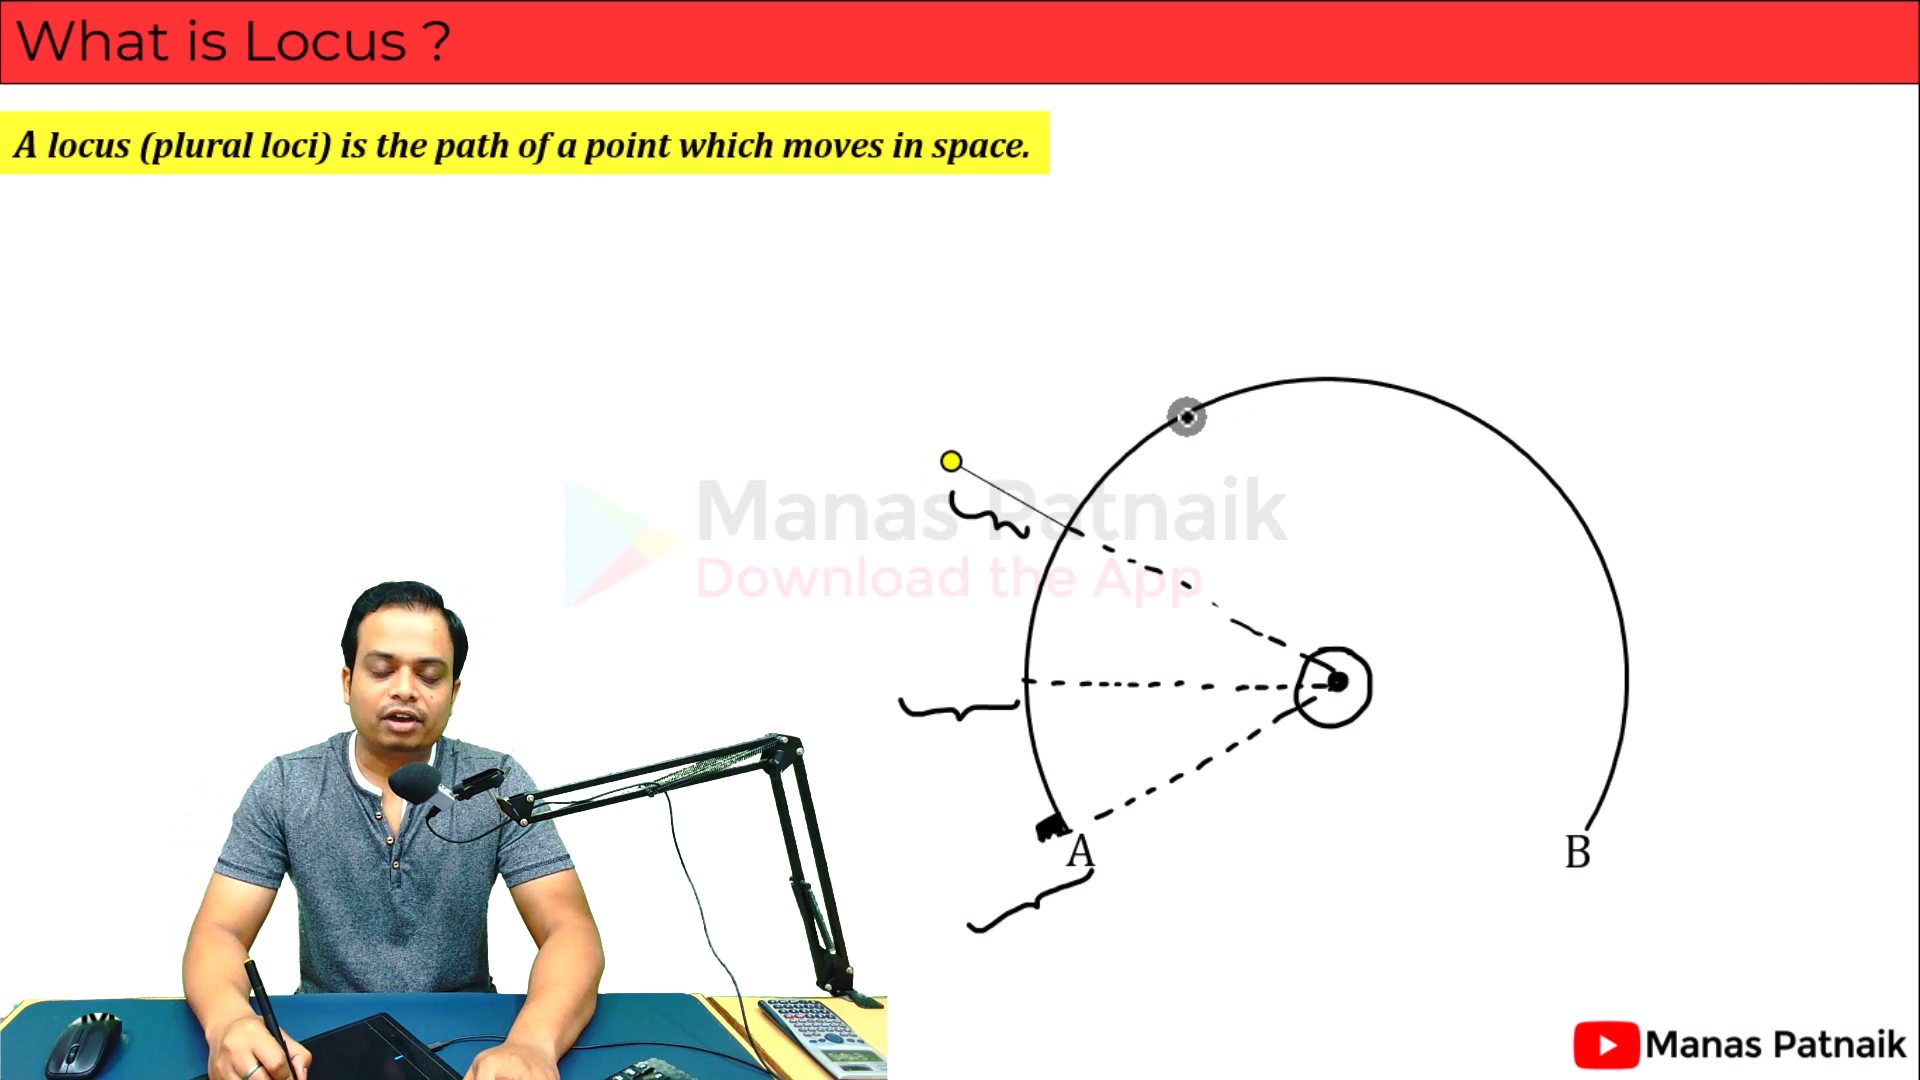 What is Locus ?
A locus (plural loci) is the path of a point which moves in space.
Manas Patnaik
Download the App
A
B
Manas Patnaik